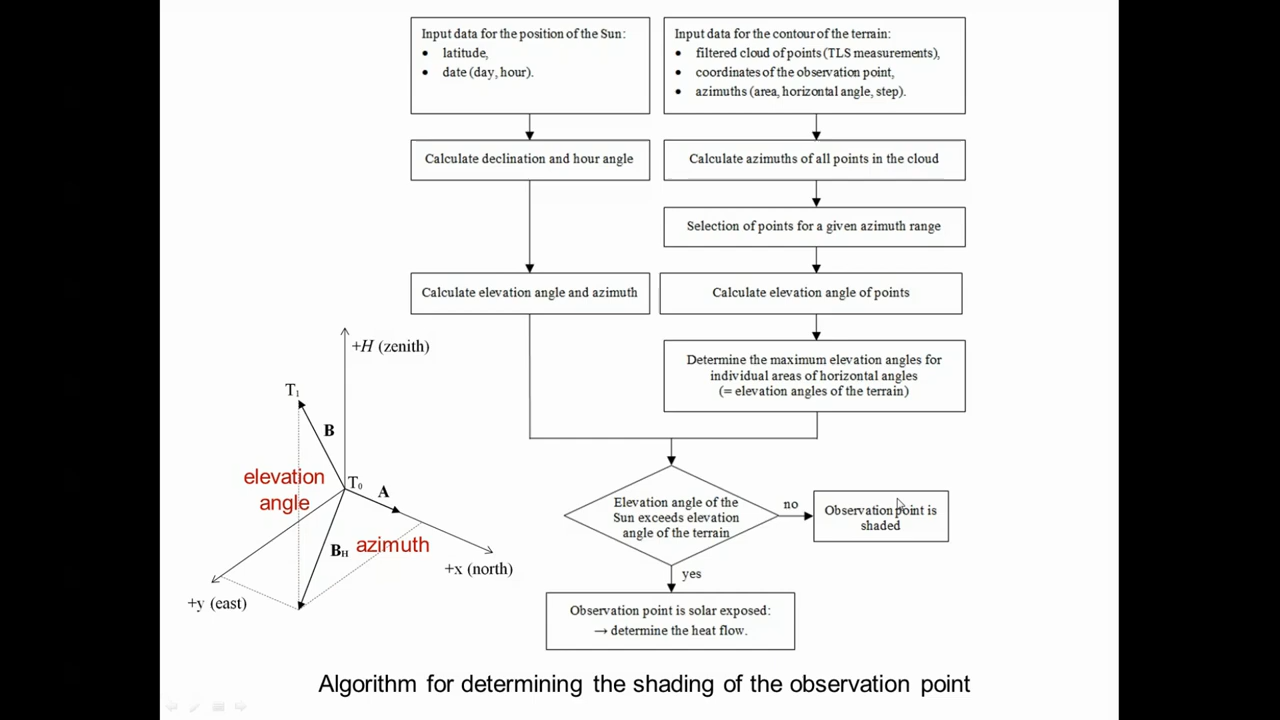 Input data for the position of the Sun:
• latitude,
• date (day, hour).
Input data for the contour of the terrain:
• filtered cloud of points (TLS measurements),
• coordinates of the observation point,
• azimuths (area, horizontal angle, step).
Calculate declination and hour angle
Calculate azimuths of all points in the cloud
Selection of points for a given azimuth range
Calculate elevation angle and azimuth
Calculate elevation angle of points
Determine the maximum elevation angles for
individual areas of horizontal angles
(= elevation angles of the terrain)
+H (zenith)
T₁
B
elevation
angle
T₀
A
B_H
azimuth
+x (north)
+y (east)
Elevation angle of the
Sun exceeds elevation
angle of the terrain
no
Observation point is
shaded
yes
Observation point is solar exposed:
→ determine the heat flow.
Algorithm for determining the shading of the observation point